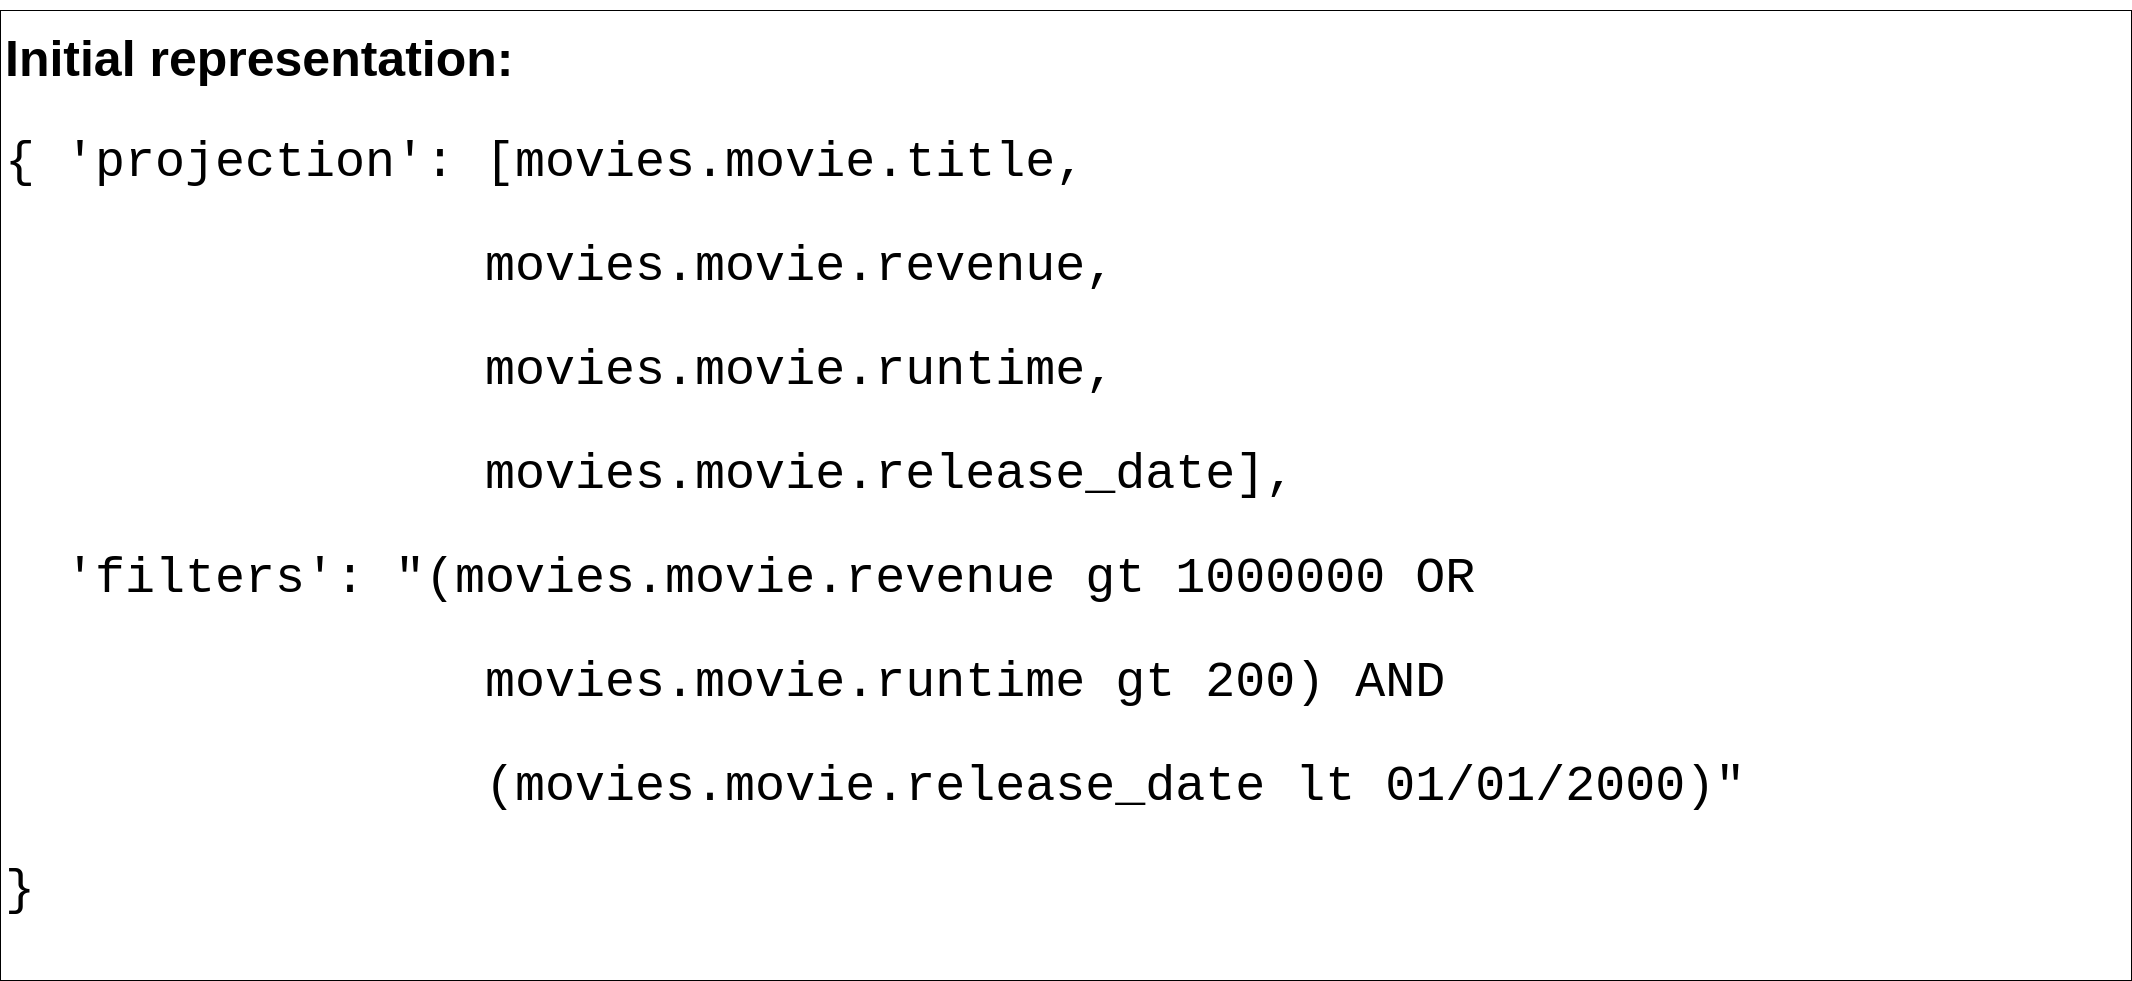 Initial representation:
{ 'projection': [movies.movie.title,
movies.movie.revenue,
movies.movie.runtime,
movies.movie.release_date],
'filters': "(movies.movie.revenue gt 1000000 OR
movies.movie.runtime gt 200) AND
(movies.movie.release_date lt 01/01/2000)"
}